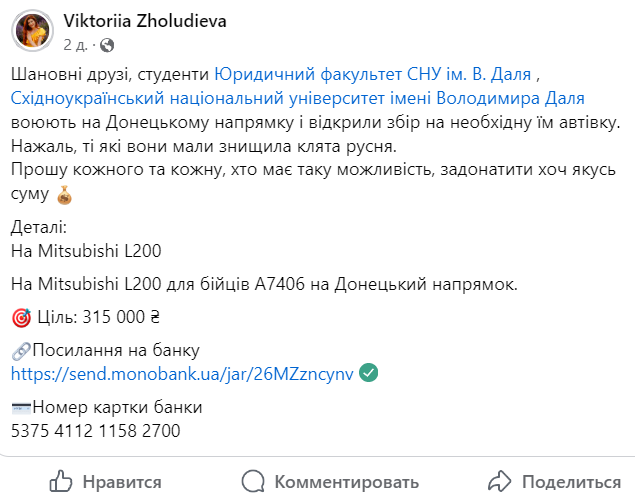 Viktoriia Zholudieva
2 д. ·
Шановні друзі, студенти Юридичний факультет СНУ ім. В. Даля ,
Східноукраїнський національний університет імені Володимира Даля
воюють на Донецькому напрямку і відкрили збір на необхідну їм автівку.
Нажаль, ті які вони мали знищила клята русня.
Прошу кожного та кожну, хто має таку можливість, задонатити хоч якусь
суму 💰
Деталі:
На Mitsubishi L200
На Mitsubishi L200 для бійців А7406 на Донецький напрямок.
🎯 Ціль: 315 000 ₴
🔗Посилання на банку
https://send.monobank.ua/jar/26MZzncynv
💳Номер картки банки
5375 4112 1158 2700
Нравится Комментировать Поделиться